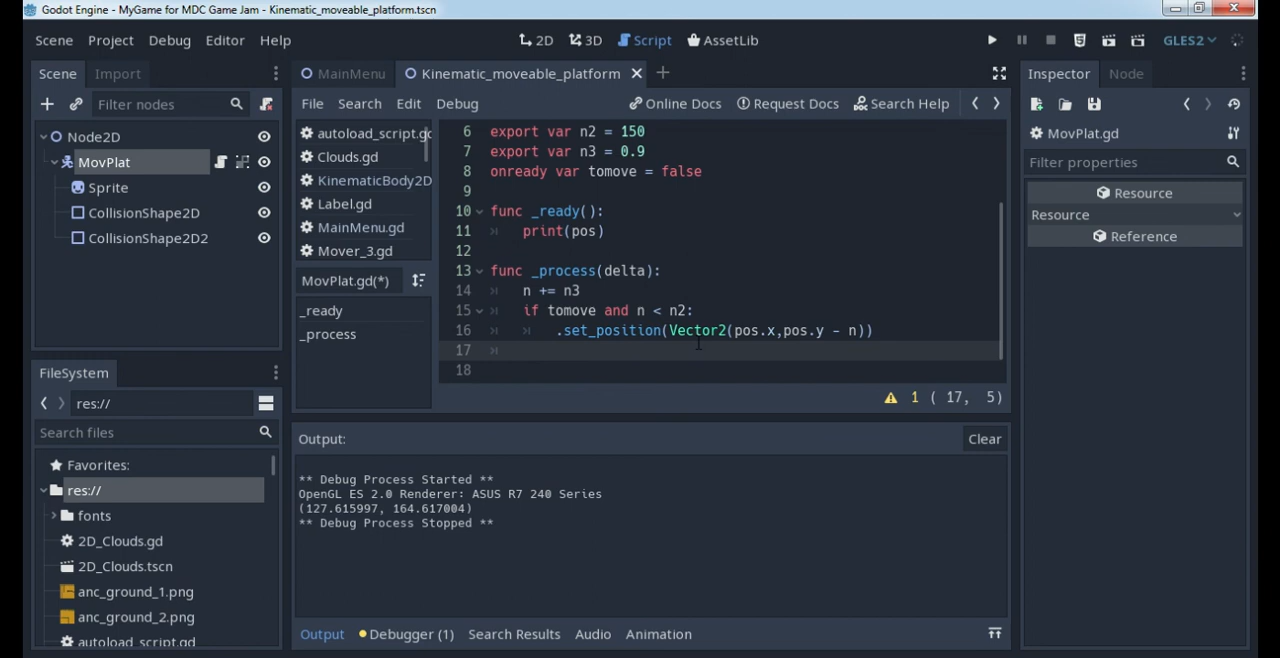 Godot Engine - MyGame for MDC Game Jam - Kinematic_moveable_platform.tscn
Scene Project Debug Editor Help
2D 3D Script AssetLib
GLES2
Scene Import
Filter nodes
Node2D
MovPlat
Sprite
CollisionShape2D
CollisionShape2D2
FileSystem
res://
Search files
Favorites:
res://
fonts
2D_Clouds.gd
2D_Clouds.tscn
anc_ground_1.png
anc_ground_2.png
autoload_script.gd
MainMenu Kinematic_moveable_platform
File Search Edit Debug Online Docs Request Docs Search Help
autoload_script.gd
Clouds.gd
KinematicBody2D
Label.gd
MainMenu.gd
Mover_3.gd
MovPlat.gd(*)
_ready
_process
6 export var n2 = 150
7 export var n3 = 0.9
8 onready var tomove = false
9
10 func _ready():
11 print(pos)
12
13 func _process(delta):
14 n += n3
15 if tomove and n < n2:
16 .set_position(Vector2(pos.x,pos.y - n))
17
18
1 ( 17, 5)
Output:
Clear
** Debug Process Started **
OpenGL ES 2.0 Renderer: ASUS R7 240 Series
(127.615997, 164.617004)
** Debug Process Stopped **
Output Debugger (1) Search Results Audio Animation
Inspector Node
MovPlat.gd
Filter properties
Resource
Resource
Reference